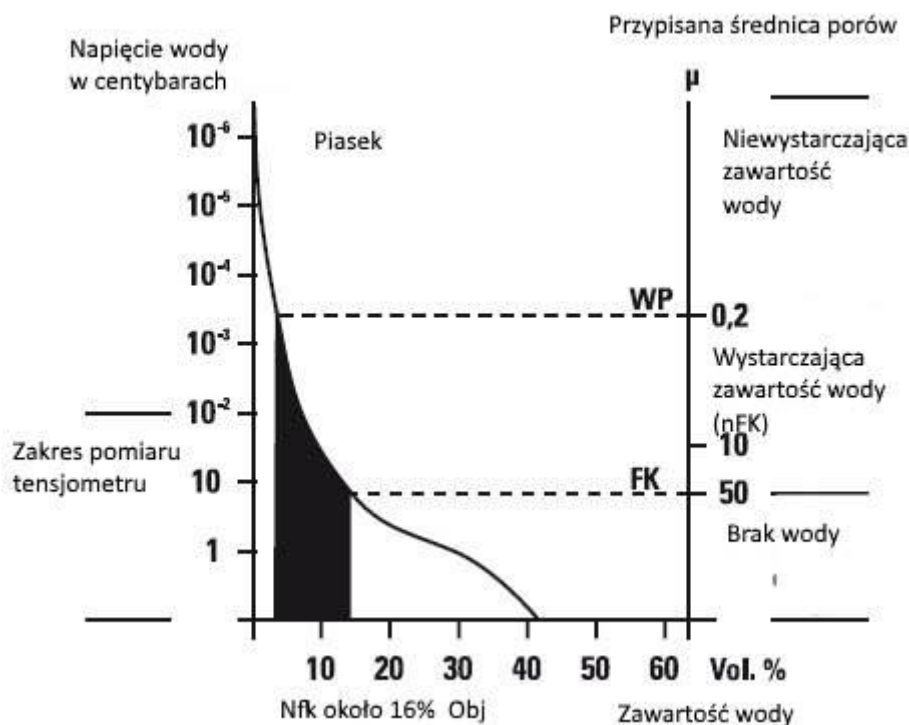 Przypisana średnica porów
Napięcie wody
w centybarach
µ
10-6
Piasek
Niewystarczająca
zawartość
wody
10-5
10-4
WP
0,2
10-3
Wystarczająca
zawartość wody
(nFK)
10-2
10
Zakres pomiaru
tensjometru
10
FK
50
Brak wody
1
10 20 30 40 50 60 Vol. %
Nfk około 16% Obj
Zawartość wody